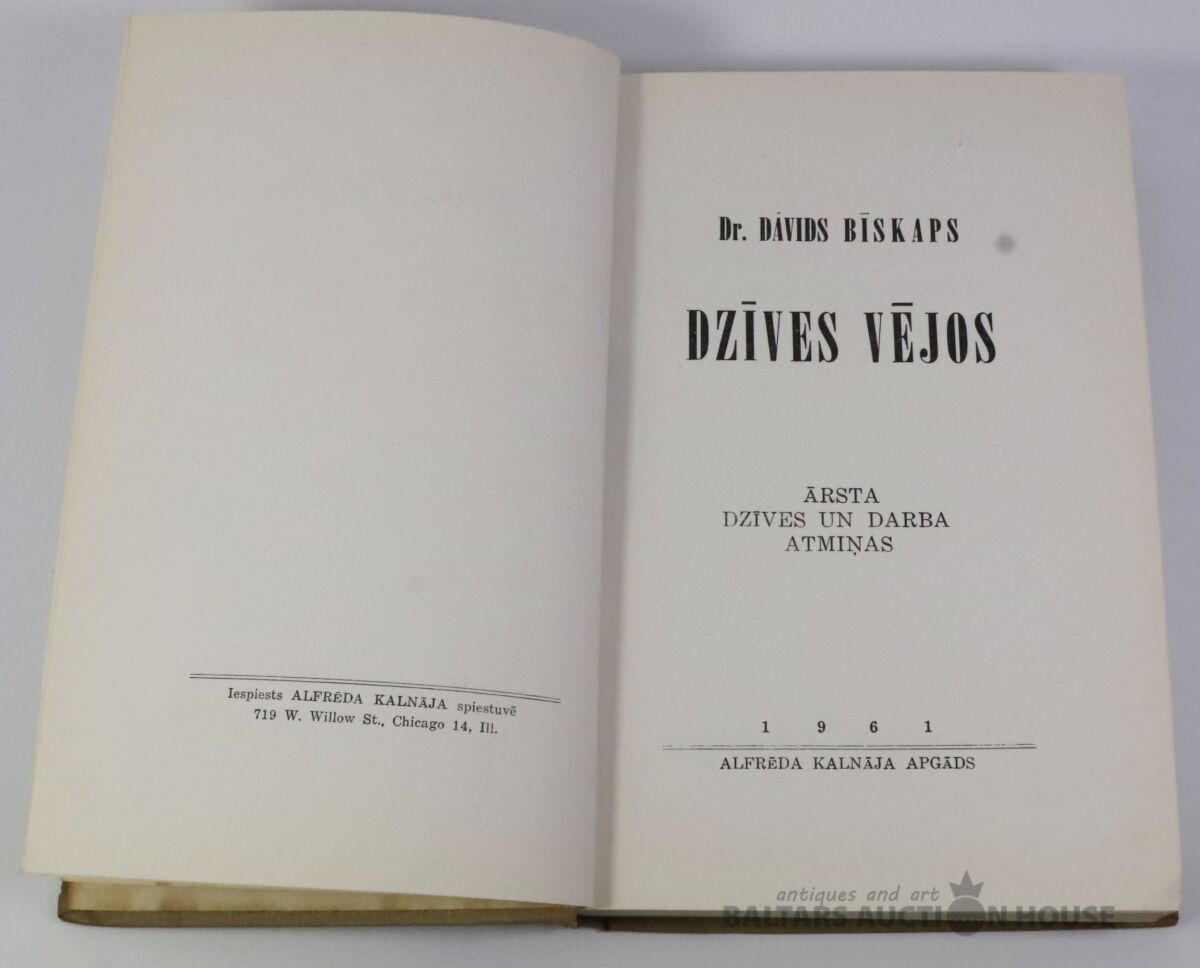 Iespiests ALFRĒDA KALNĀJA spiestuvē
719 W. Willow St., Chicago 14, Ill.
Dr. DĀVIDS BĪSKAPS
DZĪVES VĒJOS
ĀRSTA
DZĪVES UN DARBA
ATMIŅAS
1 9 6 1
ALFRĒDA KALNĀJA APGĀDS
antiques and art
BALTARS AUCTION HOUSE